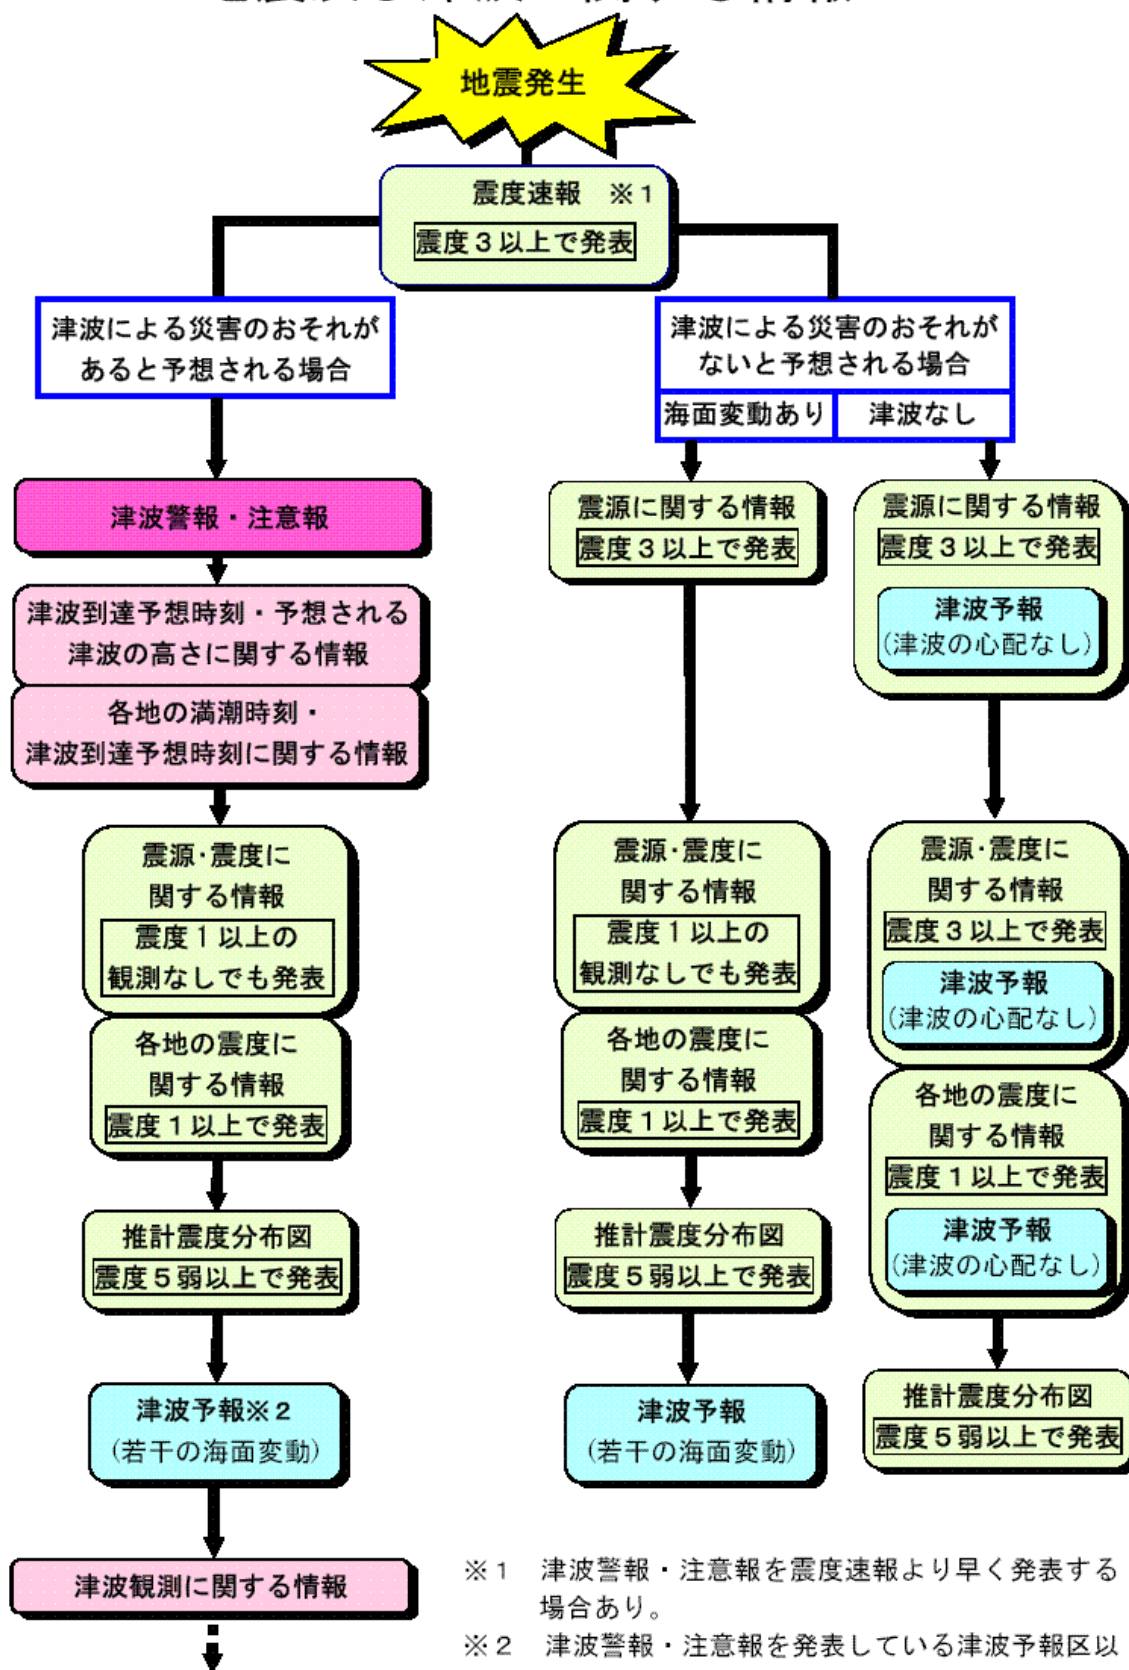 地震発生
震度速報 ※１
震度３以上で発表
津波による災害のおそれが
あると予想される場合
津波による災害のおそれが
ないと予想される場合
海面変動あり
津波なし
津波警報・注意報
津波到達予想時刻・予想される
津波の高さに関する情報
各地の満潮時刻・
津波到達予想時刻に関する情報
震源･震度に
関する情報
震度１以上の
観測なしでも発表
各地の震度に
関する情報
震度１以上で発表
推計震度分布図
震度５弱以上で発表
津波予報※２
(若干の海面変動)
津波観測に関する情報
震源に関する情報
震度３以上で発表
震源･震度に
関する情報
震度１以上の
観測なしでも発表
各地の震度に
関する情報
震度１以上で発表
推計震度分布図
震度５弱以上で発表
津波予報
(若干の海面変動)
震源に関する情報
震度３以上で発表
津波予報
(津波の心配なし)
震源･震度に
関する情報
震度３以上で発表
津波予報
(津波の心配なし)
各地の震度に
関する情報
震度１以上で発表
津波予報
(津波の心配なし)
推計震度分布図
震度５弱以上で発表
※１ 津波警報・注意報を震度速報より早く発表する
場合あり。
※２ 津波警報・注意報を発表している津波予報区以